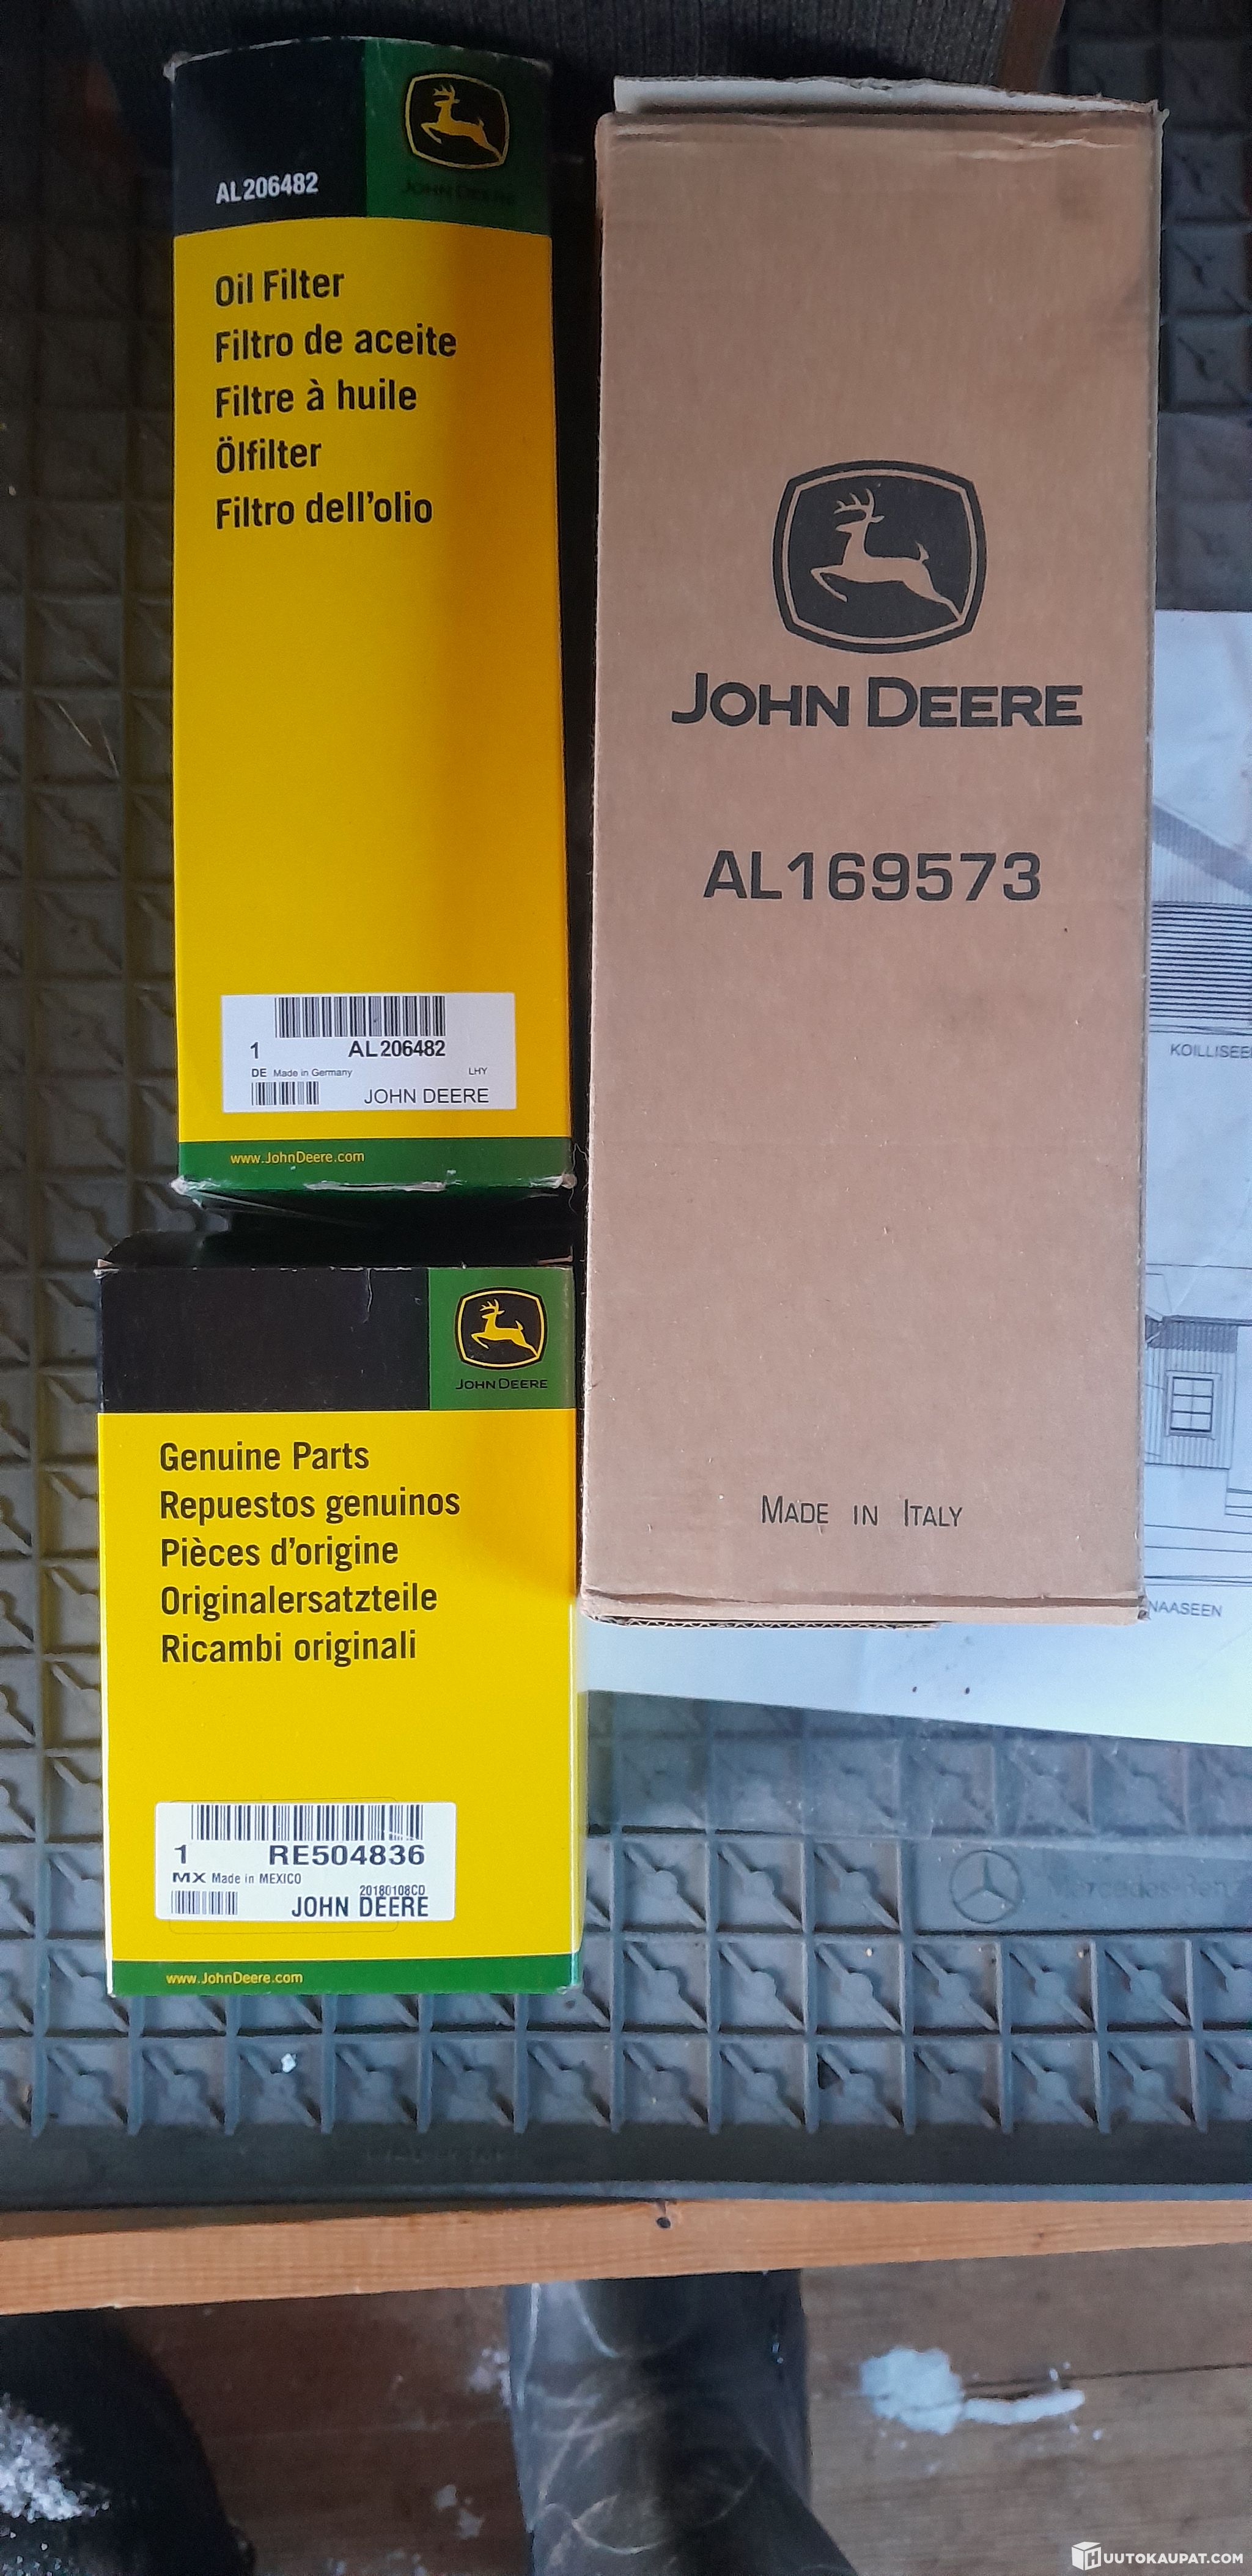 AL206482
JOHN DEERE
Oil Filter
Filtro de aceite
Filtre à huile
Ölfilter
Filtro dell'olio
1 AL206482
DE Made in Germany LHY
JOHN DEERE
www.JohnDeere.com
JOHN DEERE
AL169573
MADE IN ITALY
JOHN DEERE
Genuine Parts
Repuestos genuinos
Pièces d'origine
Originalersatzteile
Ricambi originali
1 RE504836
MX Made in MEXICO
20180108CD
JOHN DEERE
www.JohnDeere.com
Mercedes-Benz
HUUTOKAUPAT.COM